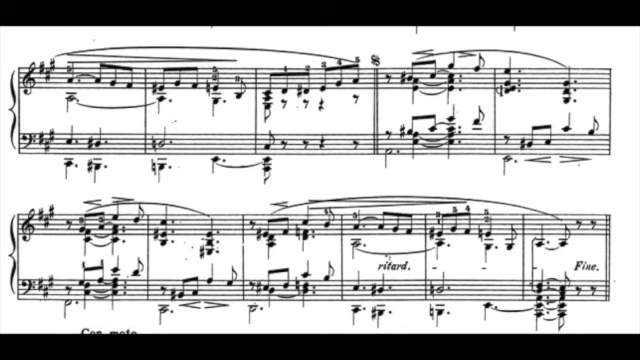 ritard. - - - Fine.
Con moto